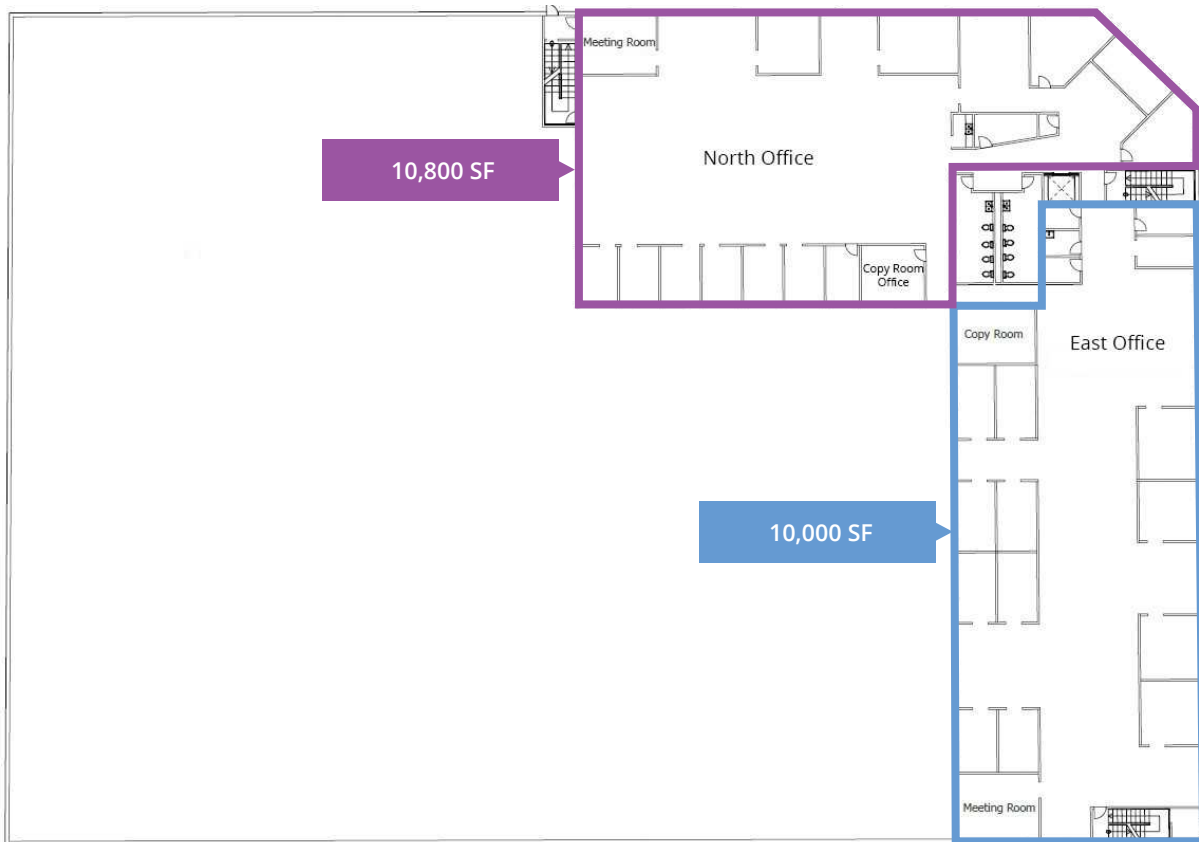 Meeting Room
10,800 SF
North Office
Copy Room
Office
Copy Room
East Office
10,000 SF
Meeting Room